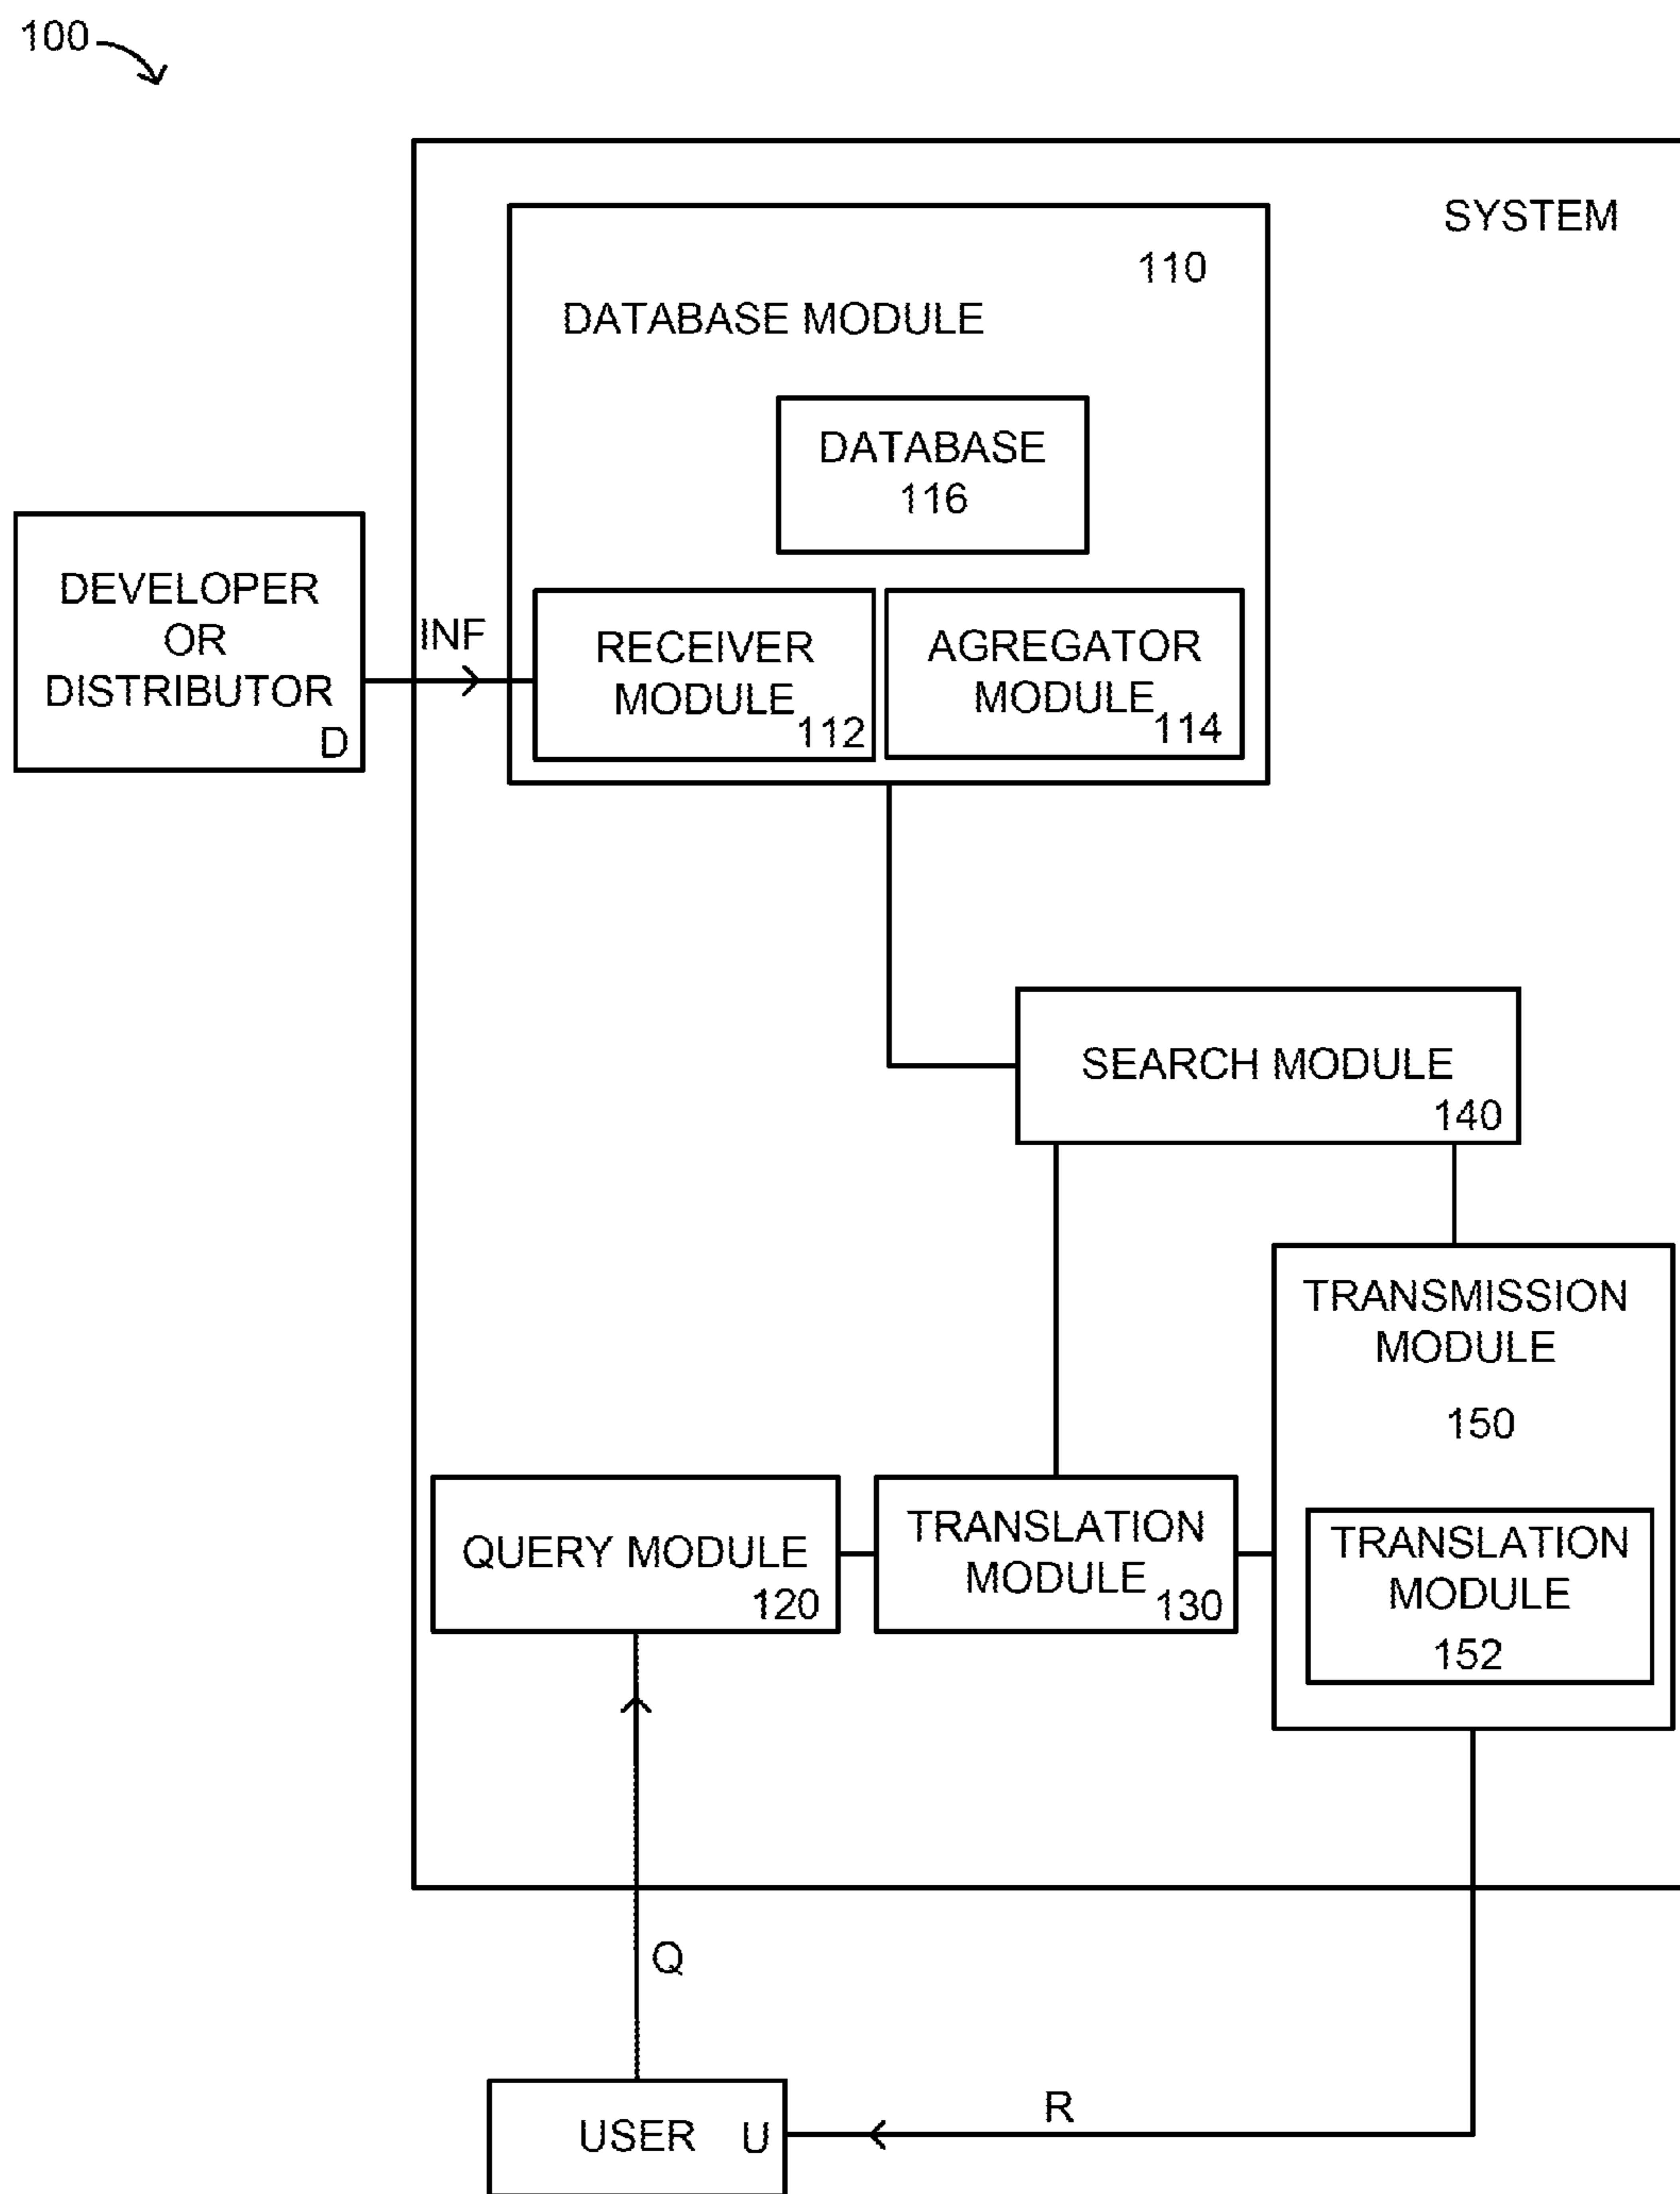 100
SYSTEM
110
DATABASE MODULE
DATABASE
116
DEVELOPER
OR
DISTRIBUTOR
D
INF
RECEIVER
MODULE
112
AGREGATOR
MODULE
114
SEARCH MODULE
140
TRANSMISSION
MODULE
150
QUERY MODULE
120
TRANSLATION
MODULE
130
TRANSLATION
MODULE
152
Q
R
USER U